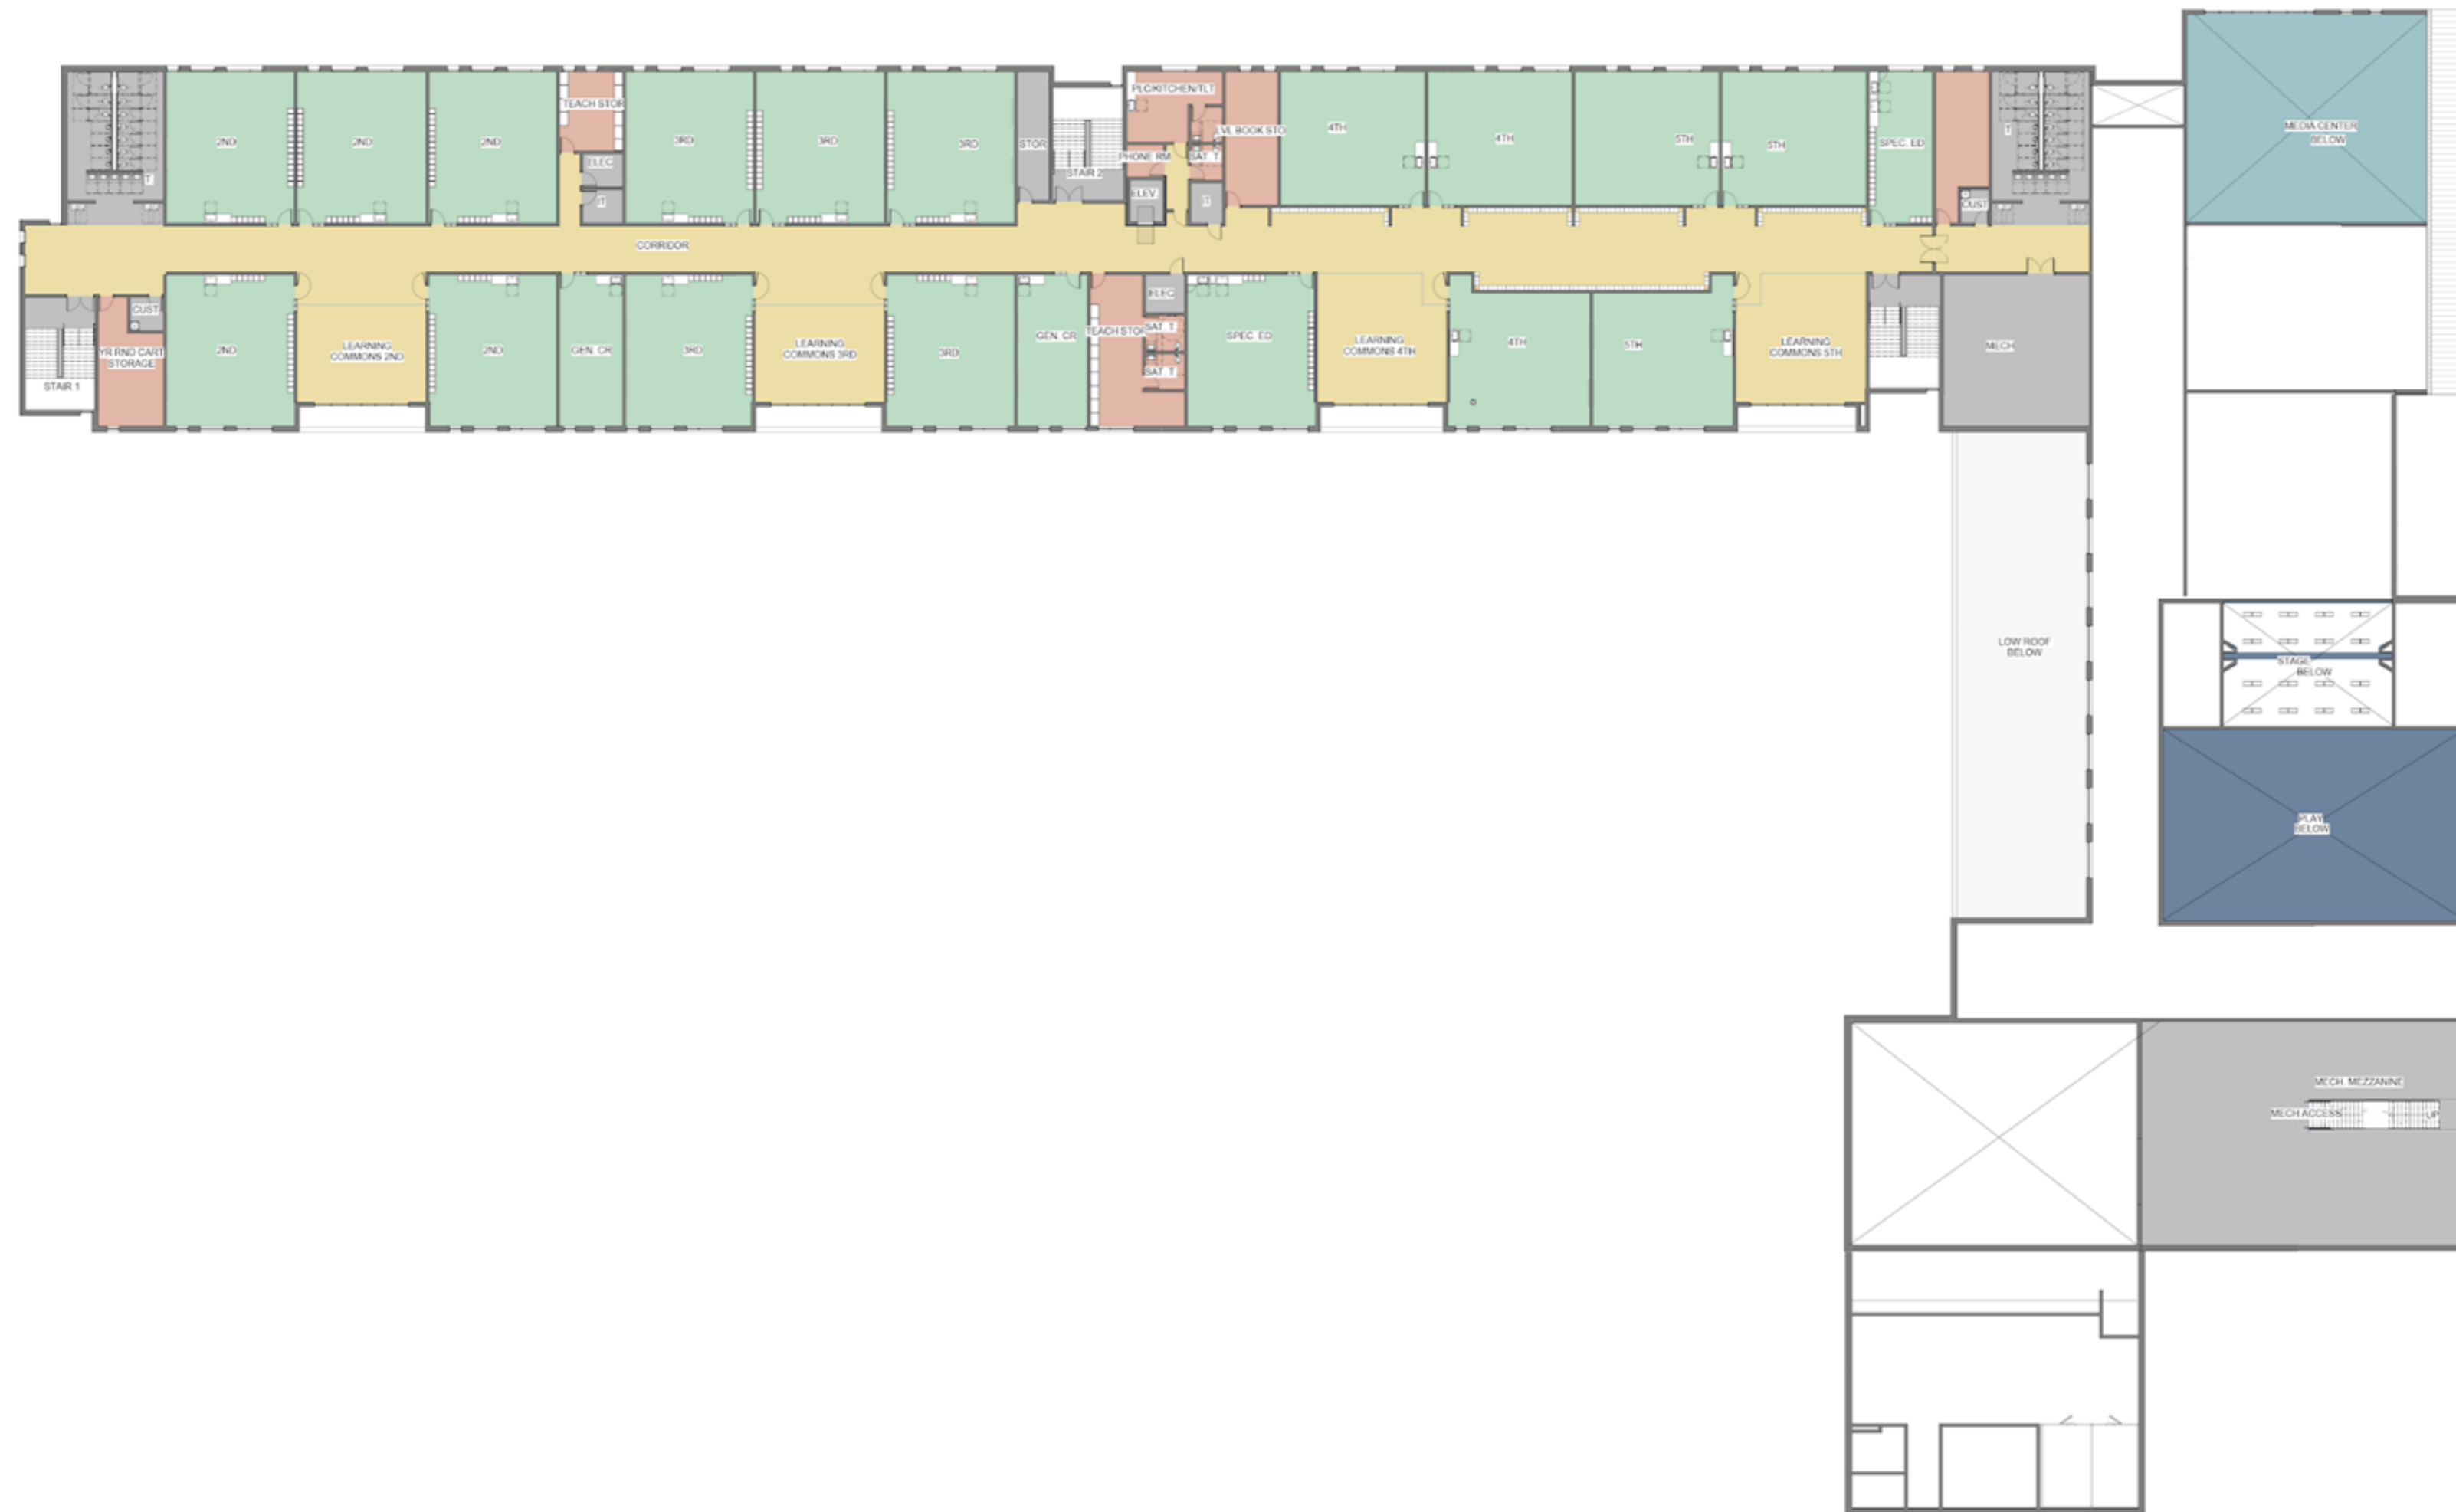 PLC/KITCHEN/TLT
TEACH STOR
LVL BOOK STO
4TH
4TH
5TH
5TH
SPEC. ED
T
MEDIA CENTER
BELOW
2ND
2ND
2ND
3RD
3RD
3RD
STOR
PHONE RM
SAT. T.
ELEC
STAIR 2
T
ELEV.
IT
IT
CUST
CORRIDOR
CUST
ELEC
YR RND CART
STORAGE
STAIR 1
2ND
LEARNING
COMMONS 2ND
2ND
GEN. CR
3RD
LEARNING
COMMONS 3RD
3RD
GEN. CR
TEACH STOR
SAT. T.
SAT. T.
SPEC. ED
LEARNING
COMMONS 4TH
4TH
5TH
LEARNING
COMMONS 5TH
MECH
LOW ROOF
BELOW
STAGE
BELOW
PLAY
BELOW
MECH. MEZZANINE
MECH ACCESS
UP